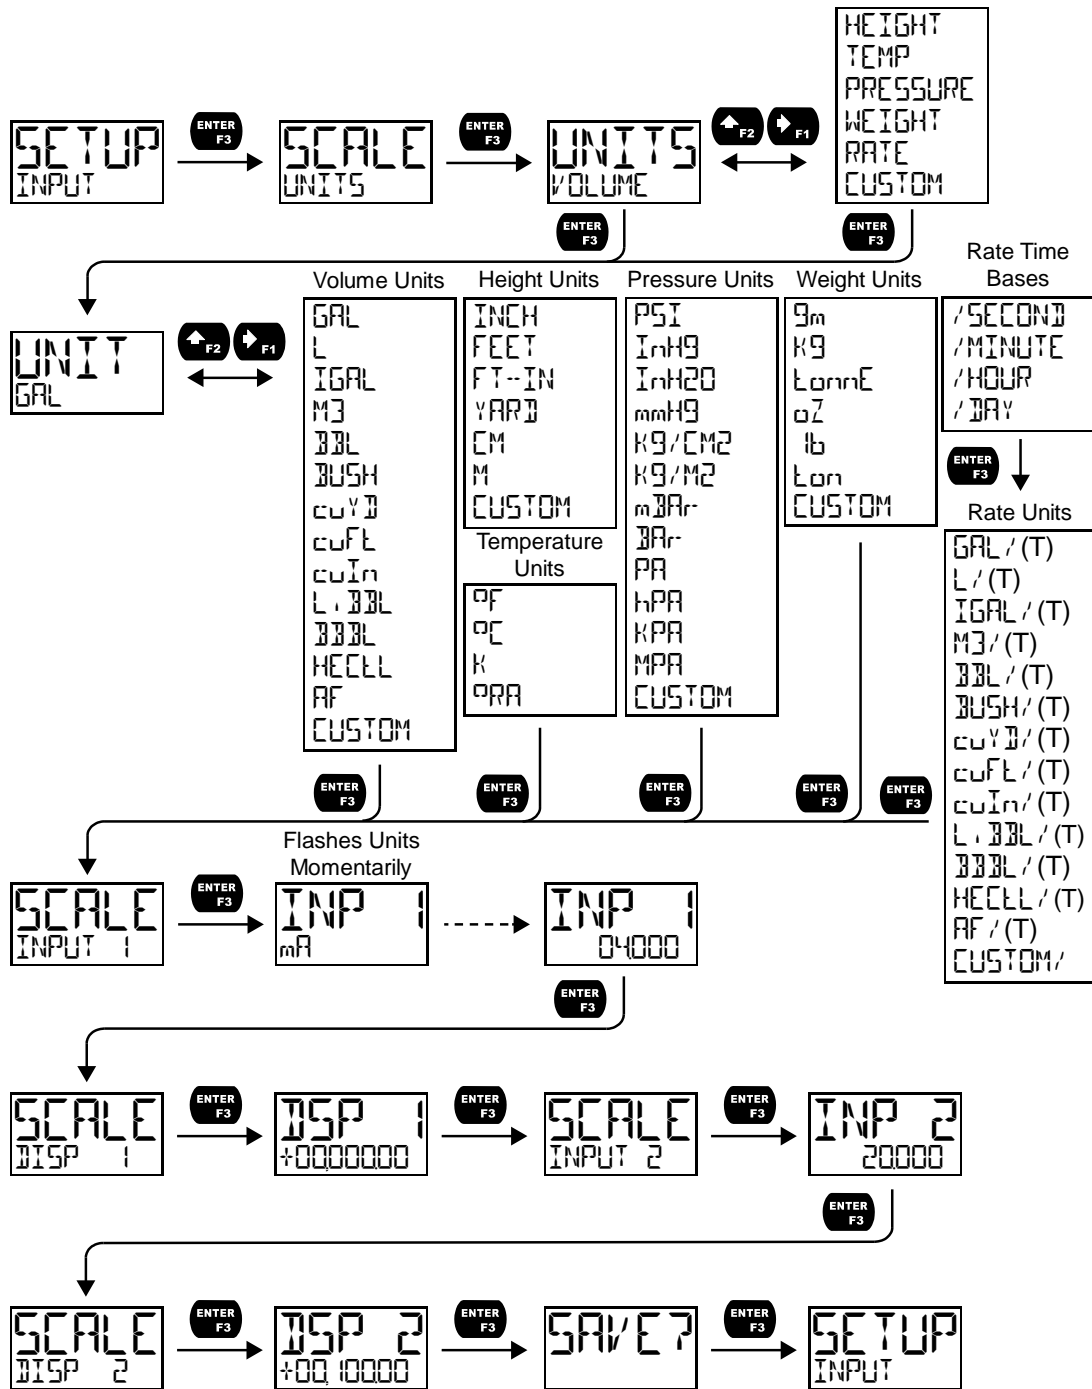 HEIGHT
TEMP
PRESSURE
WEIGHT
RATE
CUSTOM
SETUP
INPUT
ENTER
F3
SCALE
UNITS
ENTER
F3
UNITS
VOLUME
F2
F1
ENTER
F3
ENTER
F3
UNIT
GAL
F2
F1
Volume Units
GAL
L
IGAL
M3
BBL
BUSH
cuYD
cuFt
cuIn
Li BBL
BBBL
HECtL
AF
CUSTOM
Height Units
INCH
FEET
FT-IN
YARD
CM
M
CUSTOM
Temperature
Units
°F
°C
K
°RA
Pressure Units
PSI
InHg
InH2O
mmHg
Kg/CM2
Kg/M2
mBAr
BAr
PA
hPA
KPA
MPA
CUSTOM
Weight Units
gm
Kg
tonnE
oZ
lb
ton
CUSTOM
Rate Time
Bases
/SECOND
/MINUTE
/HOUR
/DAY
ENTER
F3
Rate Units
GAL/(T)
L/(T)
IGAL/(T)
M3/(T)
BBL/(T)
BUSH/(T)
cuYD/(T)
cuFt/(T)
cuIn/(T)
Li BBL/(T)
BBBL/(T)
HECtL/(T)
AF/(T)
CUSTOM/
ENTER
F3
ENTER
F3
ENTER
F3
ENTER
F3
ENTER
F3
SCALE
INPUT 1
ENTER
F3
Flashes Units
Momentarily
INP 1
mA
INP 1
04.000
ENTER
F3
SCALE
DISP 1
ENTER
F3
DSP 1
+00,000.00
ENTER
F3
SCALE
INPUT 2
ENTER
F3
INP 2
20.000
ENTER
F3
SCALE
DISP 2
ENTER
F3
DSP 2
+00,100.00
ENTER
F3
SAVE?
ENTER
F3
SETUP
INPUT